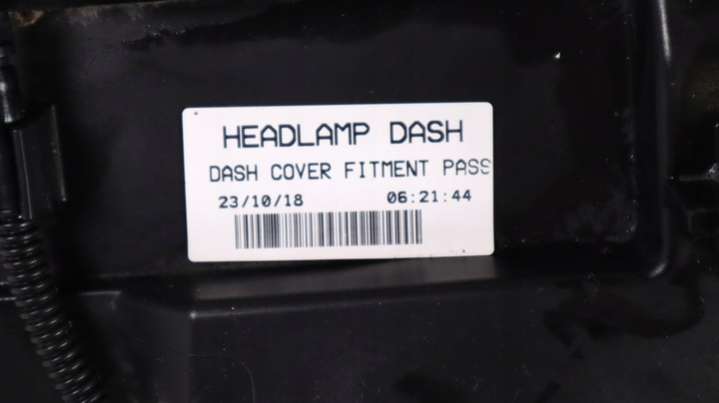 HEADLAMP DASH
DASH COVER FITMENT PASS
23/10/18 06:21:44